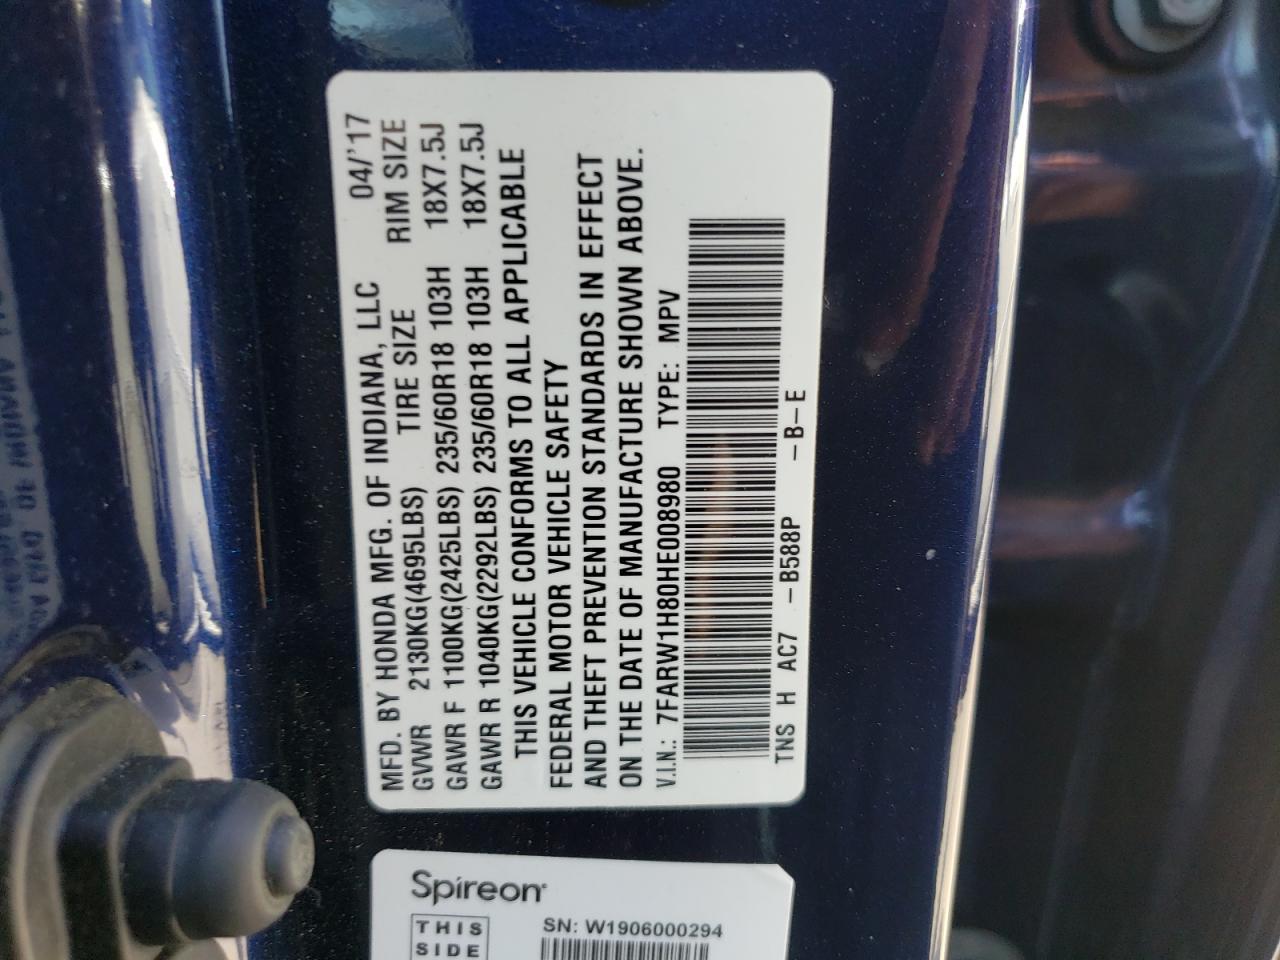 MFD. BY HONDA MFG. OF INDIANA, LLC 04/'17
GVWR 2130KG(4695LBS) TIRE SIZE RIM SIZE
GAWR F 1100KG(2425LBS) 235/60R18 103H 18X7.5J
GAWR R 1040KG(2292LBS) 235/60R18 103H 18X7.5J
THIS VEHICLE CONFORMS TO ALL APPLICABLE
FEDERAL MOTOR VEHICLE SAFETY
AND THEFT PREVENTION STANDARDS IN EFFECT
ON THE DATE OF MANUFACTURE SHOWN ABOVE.
V.I.N.: 7FARW1H80HE008980 TYPE: MPV
TNS H AC7 -B588P -B-E
Spireon
THIS
SIDE
SN: W1906000294